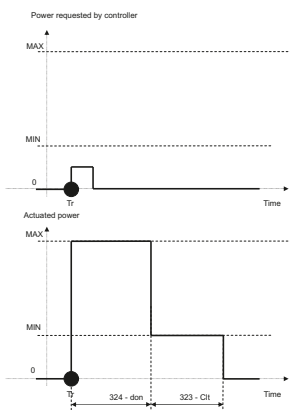 Power requested by controller
MAX
MIN
0
Tr
Time
Actuated power
MAX
MIN
0
Tr
Time
324 - don
323 - Clt